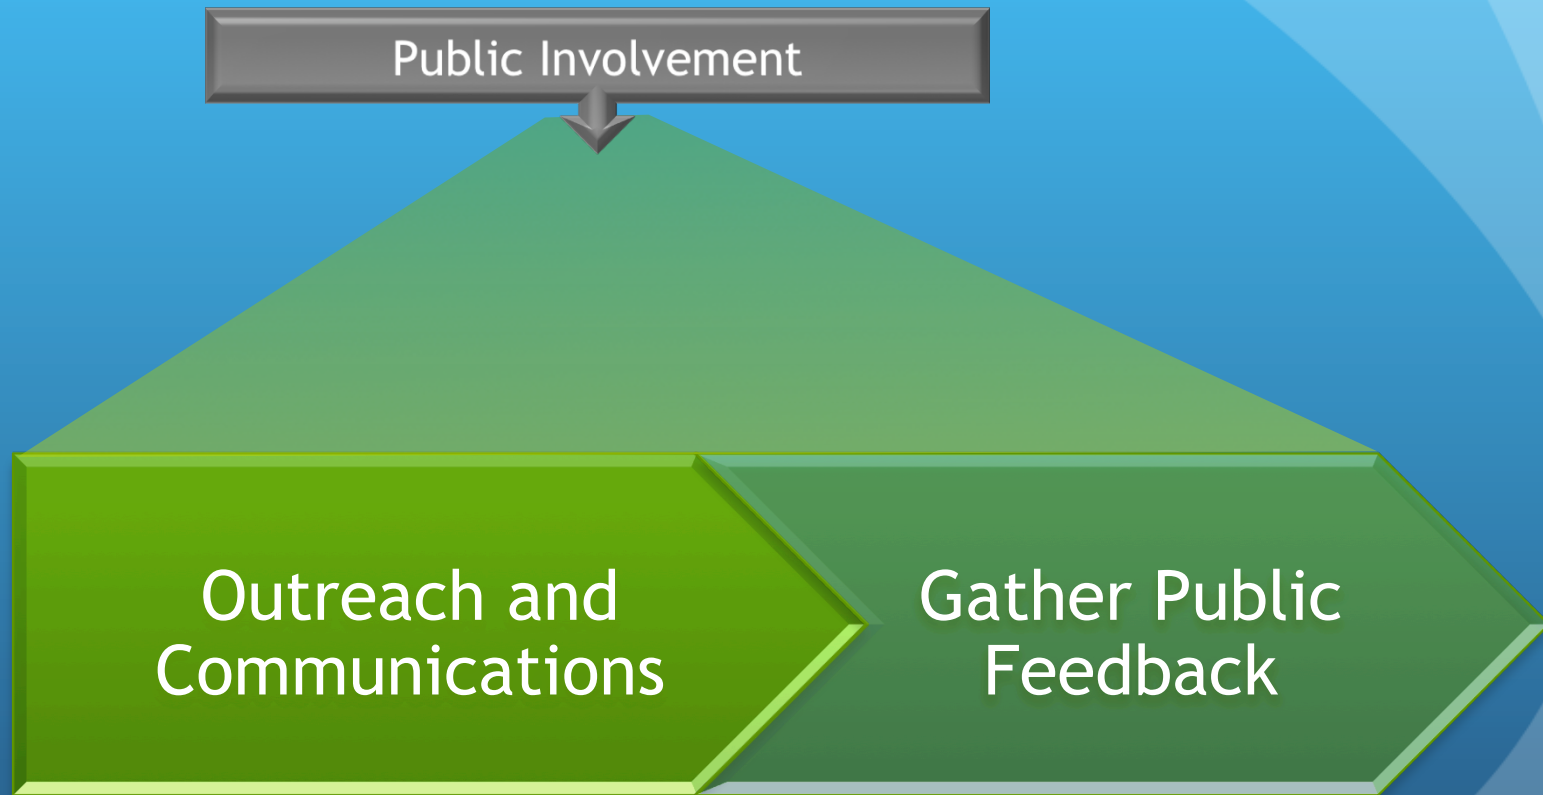 Public Involvement
Outreach and
Communications
Gather Public
Feedback